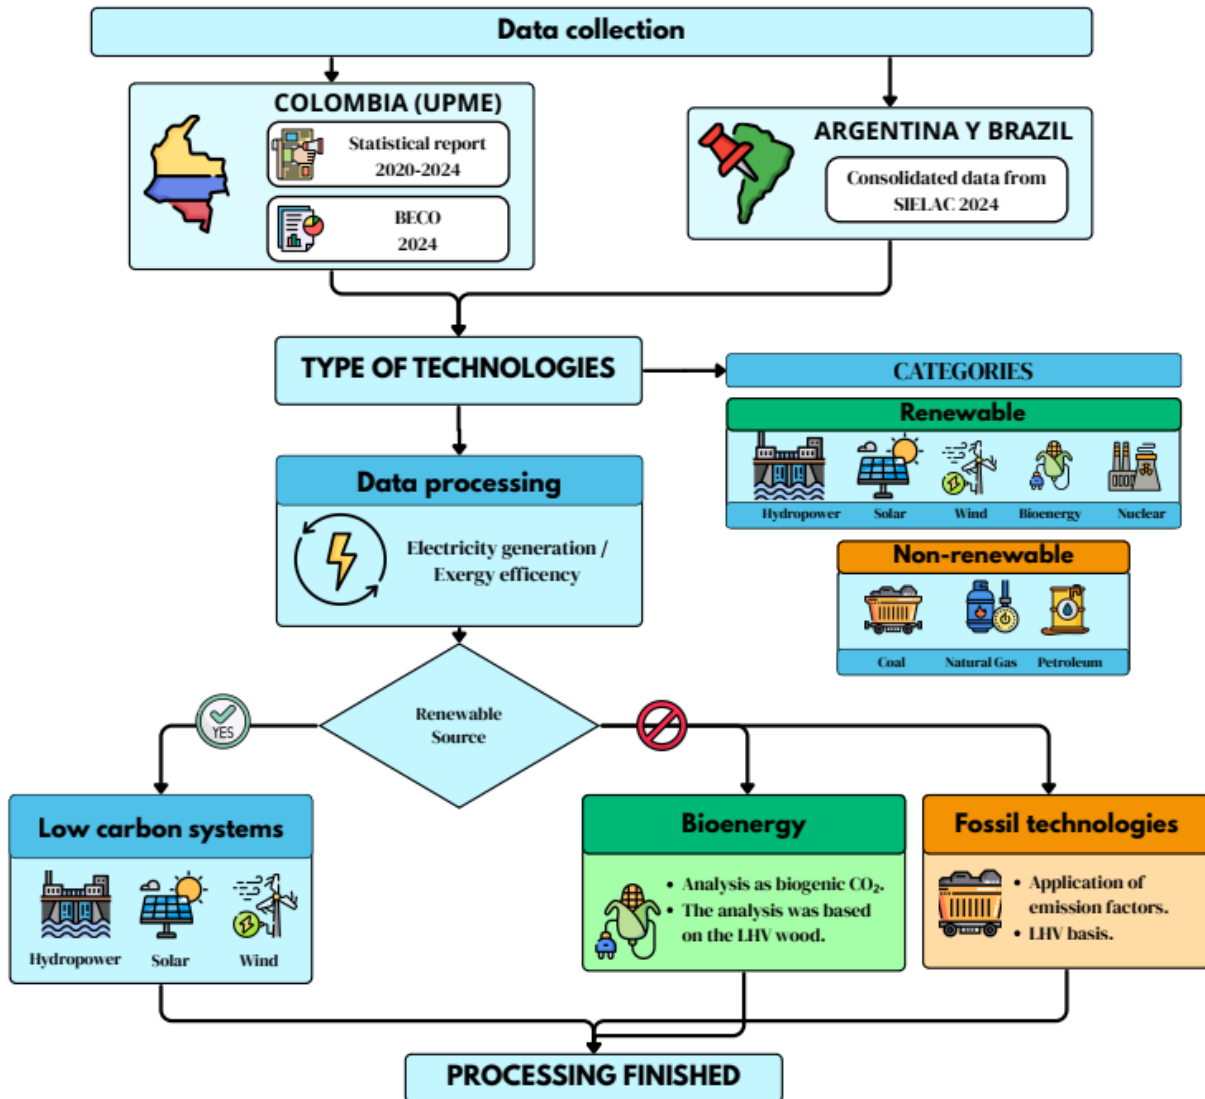 Data collection
COLOMBIA (UPME)
Statistical report
2020-2024
BECO
2024
ARGENTINA Y BRAZIL
Consolidated data from
SIELAC 2024
TYPE OF TECHNOLOGIES
CATEGORIES
Renewable
Hydropower Solar Wind Bioenergy Nuclear
Non-renewable
Coal Natural Gas Petroleum
Data processing
Electricity generation /
Exergy efficency
Renewable
Source
YES
Low carbon systems
Hydropower Solar Wind
Bioenergy
• Analysis as biogenic CO₂.
• The analysis was based
on the LHV wood.
Fossil technologies
• Application of
emission factors.
• LHV basis.
PROCESSING FINISHED